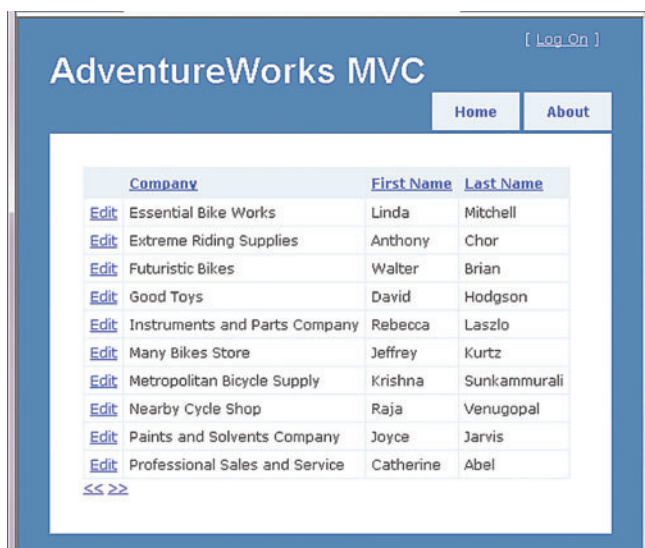 [ Log On ]
AdventureWorks MVC
Home About
Company First Name Last Name
Edit Essential Bike Works Linda Mitchell
Edit Extreme Riding Supplies Anthony Chor
Edit Futuristic Bikes Walter Brian
Edit Good Toys David Hodgson
Edit Instruments and Parts Company Rebecca Laszlo
Edit Many Bikes Store Jeffrey Kurtz
Edit Metropolitan Bicycle Supply Krishna Sunkammurali
Edit Nearby Cycle Shop Raja Venugopal
Edit Paints and Solvents Company Joyce Jarvis
Edit Professional Sales and Service Catherine Abel
<< >>